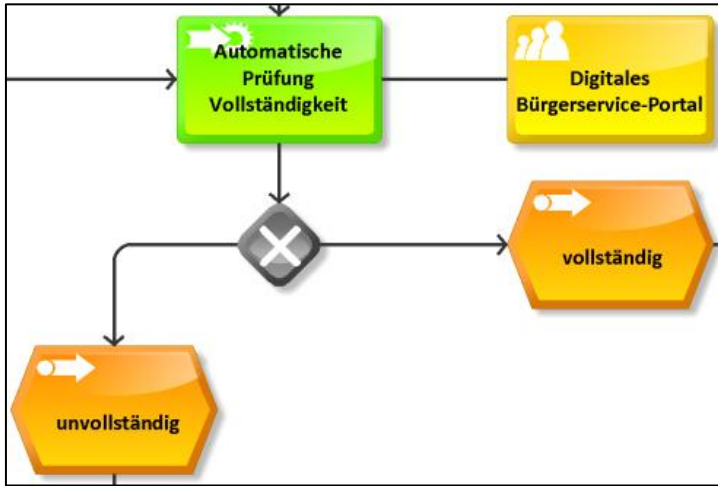 Automatische
Prüfung
Vollständigkeit
Digitales
Bürgerservice-Portal
vollständig
unvollständig